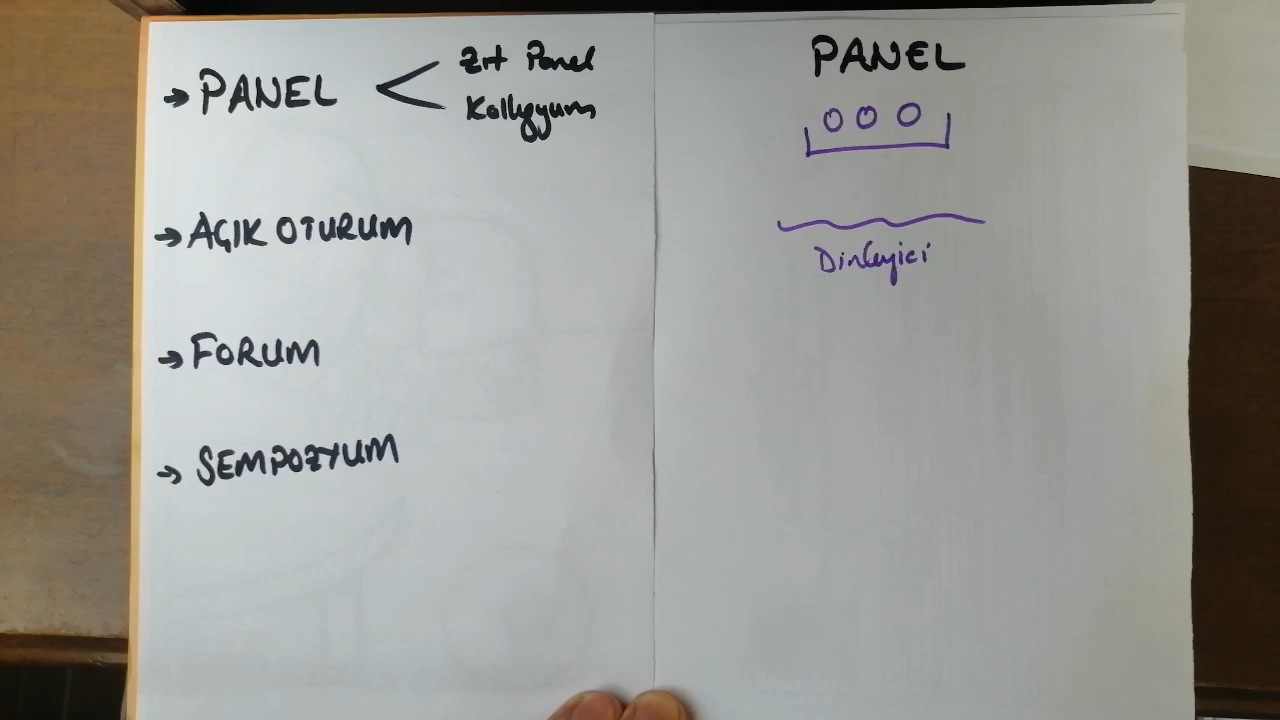 → PANEL < Zıt Panel
Kollegyum
→ AÇIK OTURUM
→ FORUM
→ SEMPOZYUM
PANEL
Dinleyici